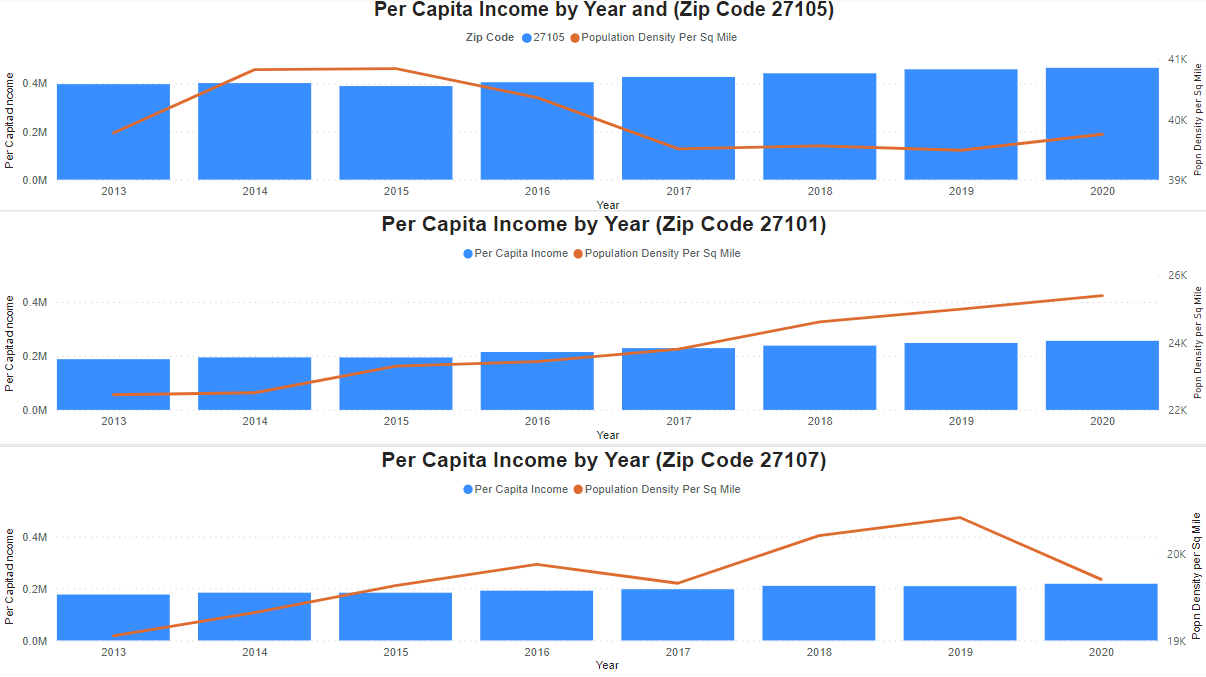 Per Capita Income by Year and (Zip Code 27105)
Zip Code 27105 Population Density Per Sq Mile
41K
0.4M
40K
0.2M
39K
0.0M
Per Capitadncome
Popn Density per Sq Mile
2013 2014 2015 2016 2017 2018 2019 2020
Year
Per Capita Income by Year (Zip Code 27101)
Per Capita Income Population Density Per Sq Mile
26K
0.4M
24K
0.2M
22K
0.0M
Per Capitadncome
Popn Density per Sq Mile
2013 2014 2015 2016 2017 2018 2019 2020
Year
Per Capita Income by Year (Zip Code 27107)
Per Capita Income Population Density Per Sq Mile
0.4M
20K
0.2M
19K
0.0M
Per Capitadncome
Popn Density per Sq Mile
2013 2014 2015 2016 2017 2018 2019 2020
Year